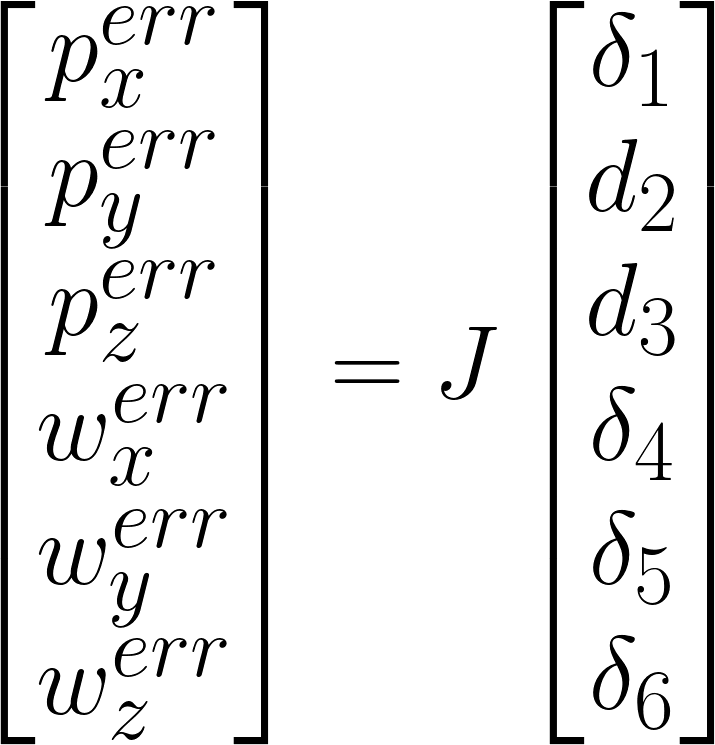 p_x^{err} δ_1
p_y^{err} d_2
p_z^{err} d_3
= J
w_x^{err} δ_4
w_y^{err} δ_5
w_z^{err} δ_6